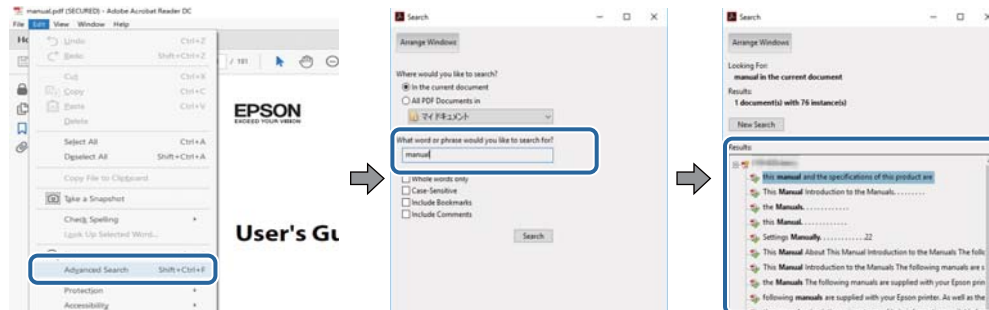 manual.pdf (SECURED) - Adobe Acrobat Reader DC
File Edit View Window Help
Undo Ctrl+Z
Redo Shift+Ctrl+Z
Cut Ctrl+X
Copy Ctrl+C
Paste Ctrl+V
Delete
Select All Ctrl+A
Deselect All Shift+Ctrl+A
Copy File to Clipboard
Take a Snapshot
Check Spelling
Look Up Selected Word...
Advanced Search Shift+Ctrl+F
Protection
Accessibility
/ 191
EPSON
EXCEED YOUR VISION
User's Gu
Search
Arrange Windows
Where would you like to search?
In the current document
All PDF Documents in
マイ ドキュメント
What word or phrase would you like to search for?
manual
Whole words only
Case-Sensitive
Include Bookmarks
Include Comments
Search
Search
Arrange Windows
Looking For:
manual in the current document
Results:
1 document(s) with 76 instance(s)
New Search
Results:
this manual and the specifications of this product are
This Manual Introduction to the Manuals. . . . . . . . .
the Manuals. . . . . . . . . . . . .
this Manual. . . . . . . . . . . . .
Settings Manually. . . . . . . . . . . . 22
This Manual About This Manual Introduction to the Manuals The follo
This Manual Introduction to the Manuals The following manuals are s
the Manuals The following manuals are supplied with your Epson prin
following manuals are supplied with your Epson printer. As well as the